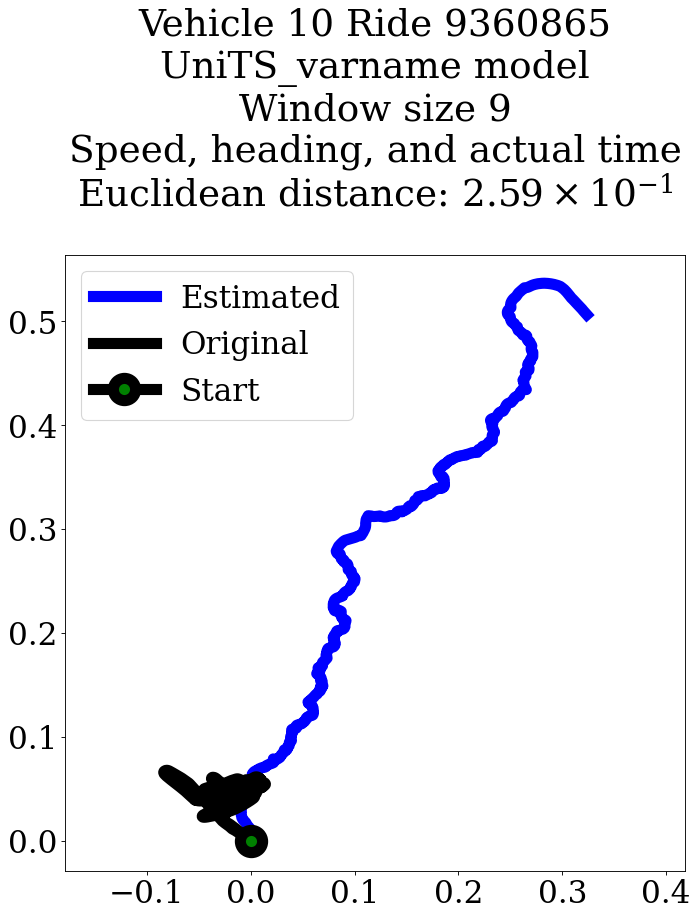 Vehicle 10 Ride 9360865
UniTS_varname model
Window size 9
Speed, heading, and actual time
Euclidean distance: 2.59 × 10⁻¹
Estimated
Original
Start
0.5
0.4
0.3
0.2
0.1
0.0
−0.1 0.0 0.1 0.2 0.3 0.4